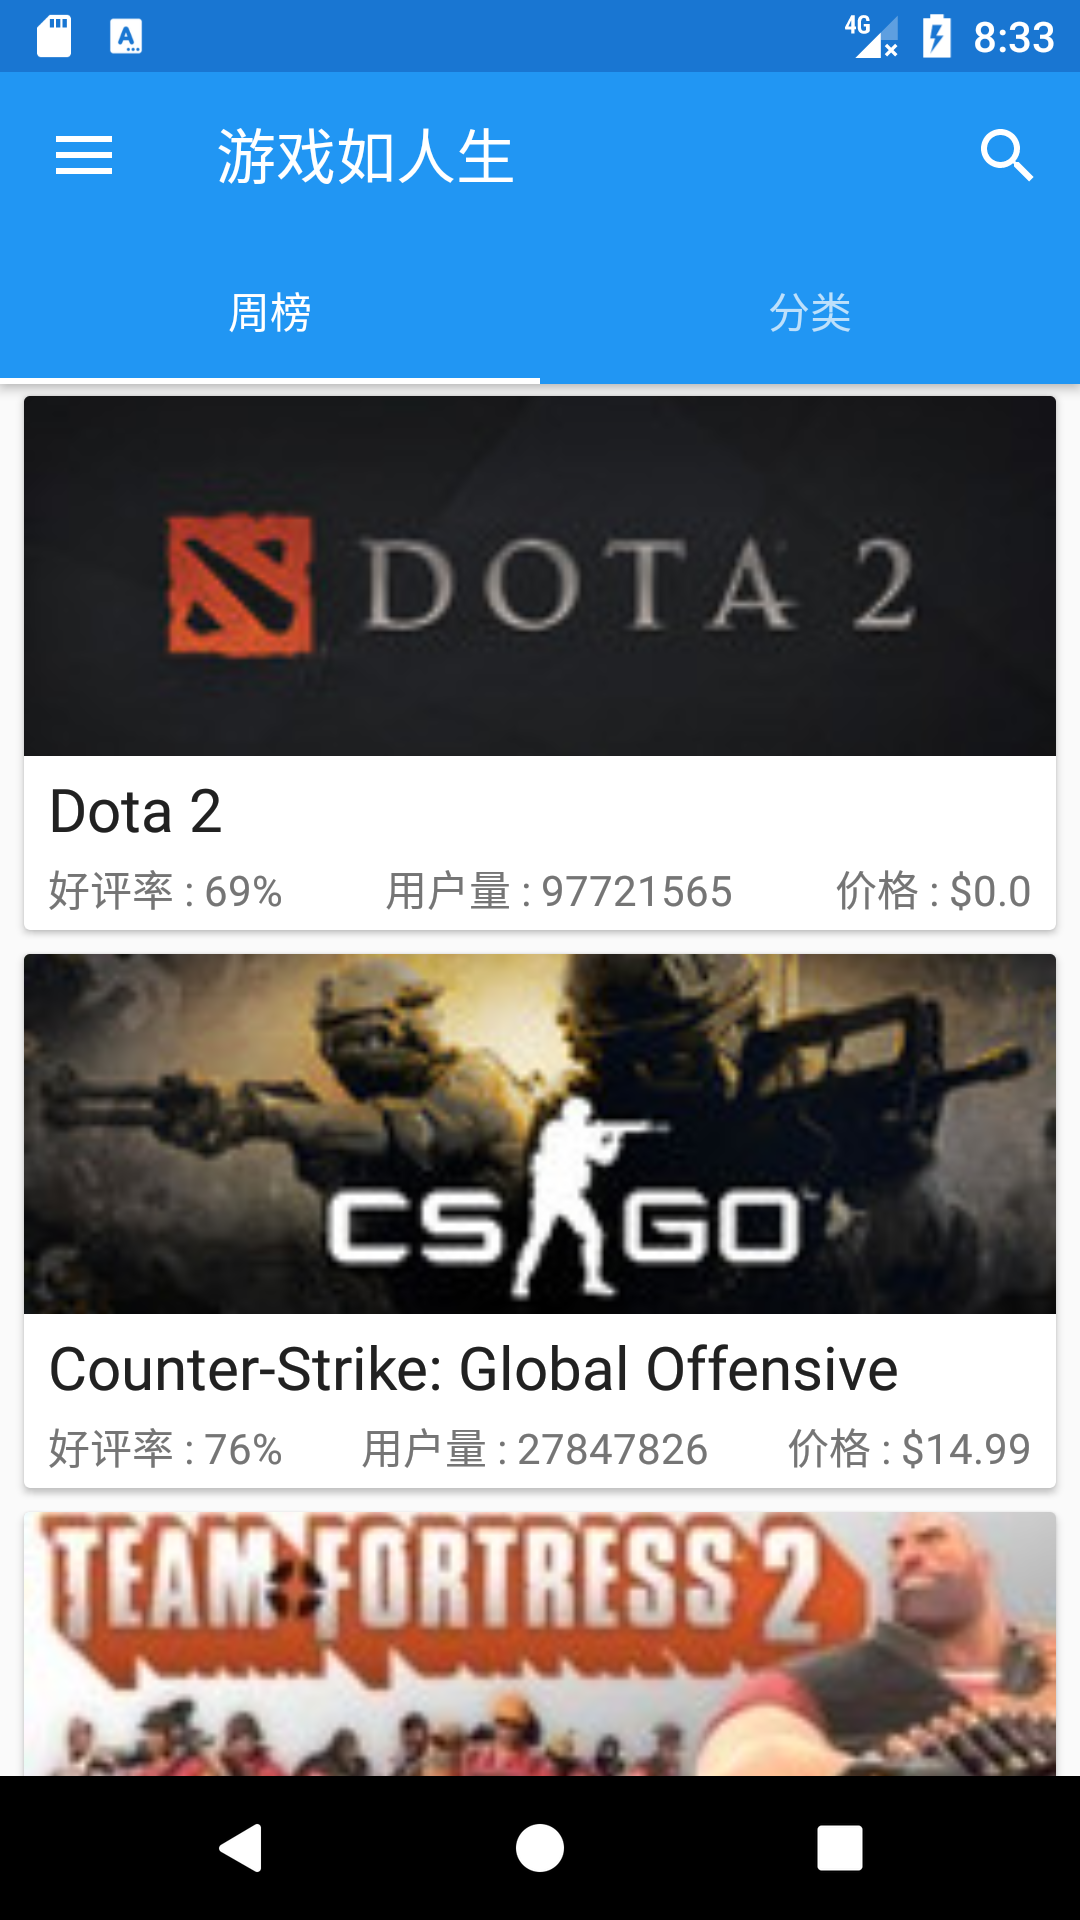 4G 8:33
游戏如人生
周榜 分类
DOTA 2
Dota 2
好评率 : 69% 用户量 : 97721565 价格 : $0.0
CS GO
Counter-Strike: Global Offensive
好评率 : 76% 用户量 : 27847826 价格 : $14.99
TEAM FORTRESS 2